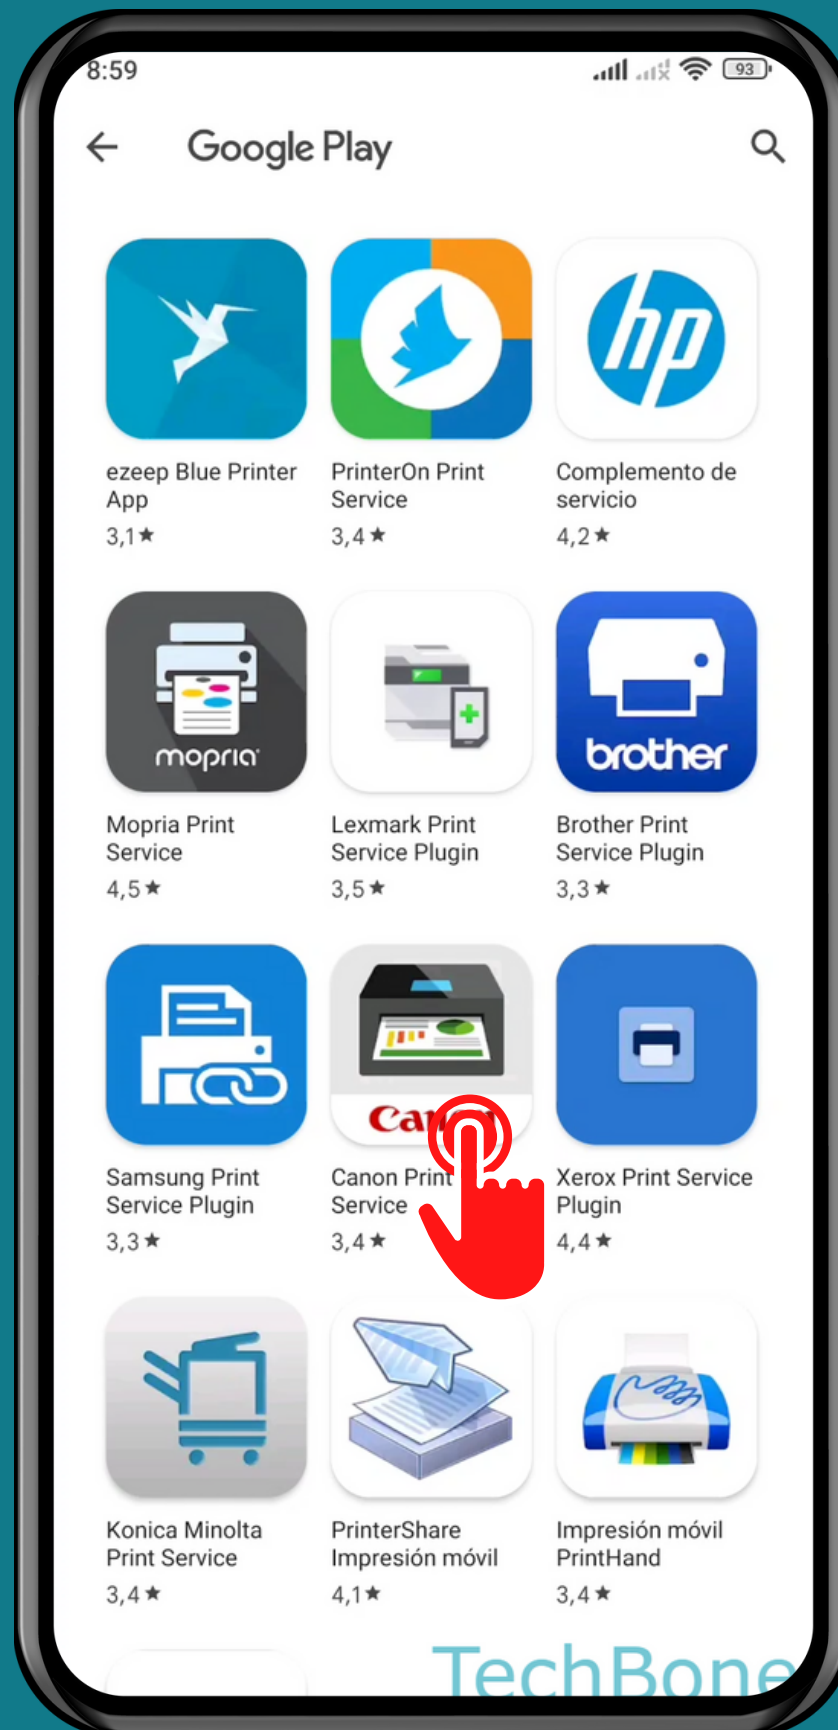 8:59
93
Google Play
hp
ezeep Blue Printer
App
3,1★
PrinterOn Print
Service
3,4★
Complemento de
servicio
4,2★
mopria
Mopria Print
Service
4,5★
Lexmark Print
Service Plugin
3,5★
brother
Brother Print
Service Plugin
3,3★
Samsung Print
Service Plugin
3,3★
Canon
Canon Print
Service
3,4★
Xerox Print Service
Plugin
4,4★
Konica Minolta
Print Service
3,4★
PrinterShare
Impresión móvil
4,1★
Impresión móvil
PrintHand
3,4★
TechBone